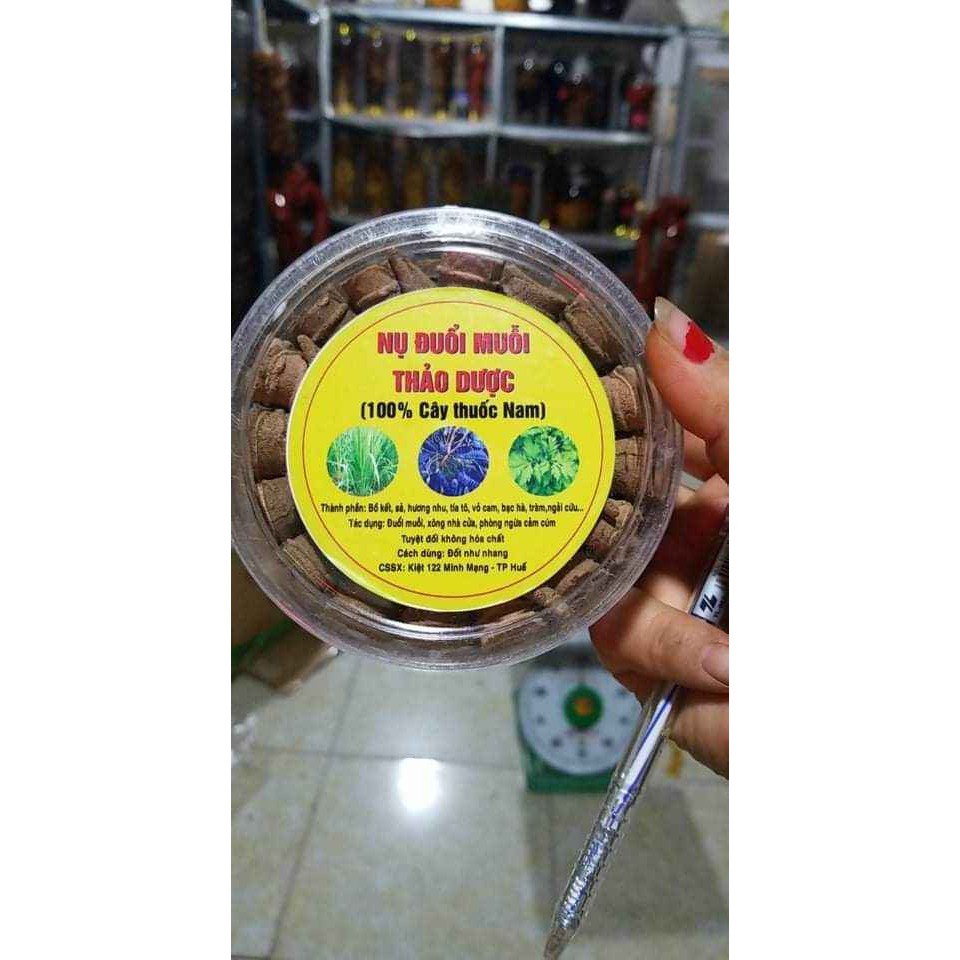 NỤ ĐUỔI MUỖI
THẢO DƯỢC
(100% Cây thuốc Nam)
Thành phần: Bồ kết, sả, hương nhu, tía tô, vỏ cam, bạc hà, tràm,ngải cứu...
Tác dụng: Đuổi muỗi, xông nhà cửa, phòng ngừa cảm cúm
Tuyệt đối không hóa chất
Cách dùng: Đốt như nhang
CSSX: Kiệt 122 Minh Mạng - TP Huế